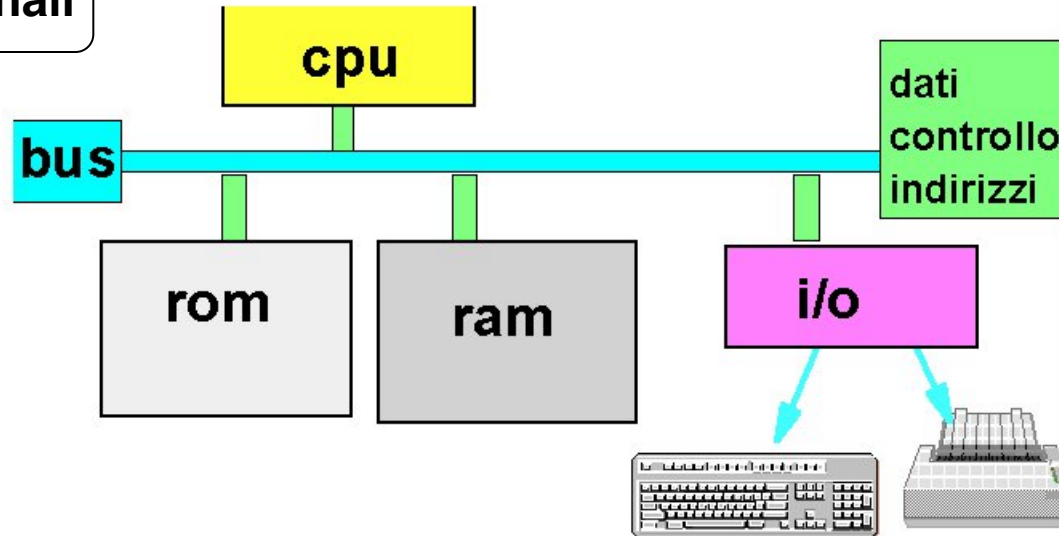 cpu
dati
controllo
indirizzi
bus
rom
ram
i/o